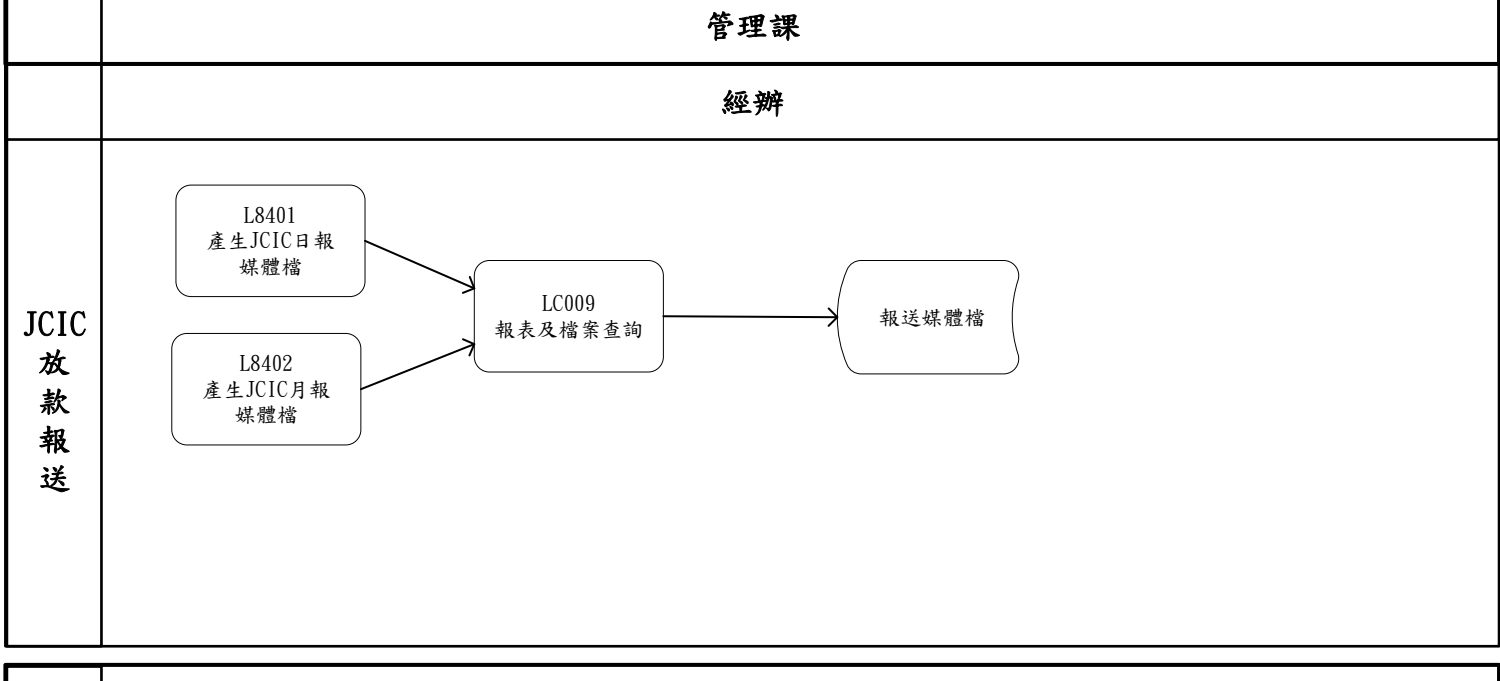 管理課
經辦
JCIC
放
款
報
送
L8401
產生JCIC日報
媒體檔
L8402
產生JCIC月報
媒體檔
LC009
報表及檔案查詢
報送媒體檔